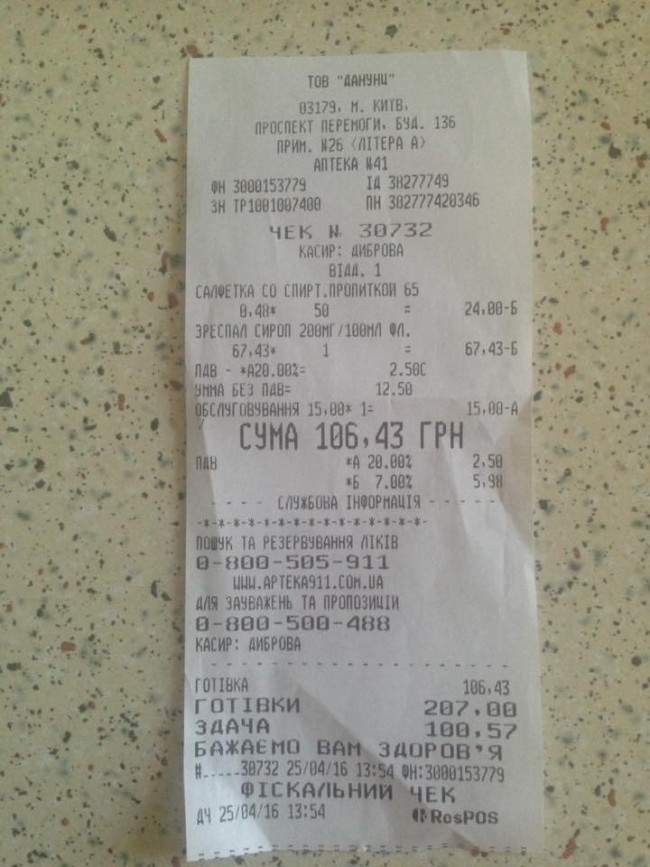 ТОВ "ДАНУНЦ"
03179, М. КИЇВ,
ПРОСПЕКТ ПЕРЕМОГИ, БУД. 136
ПРИМ. №26 (ЛІТЕРА А)
АПТЕКА №41
ФН 3000153779 ІД 38277749
ЗН ТР1001007400 ПН 382777420346
ЧЕК № 30732
КАСИР: ДИБРОВА
ВІДД. 1
САЛФЕТКА СО СПИРТ.ПРОПИТКОЙ 65
0,48* 50 = 24,00-Б
ЭРЕСПАЛ СИРОП 200МГ/100МЛ ФЛ.
67,43* 1 = 67,43-Б
ПДВ - *А20.00%= 2.50С
УММА БЕЗ ПДВ= 12.50
ОБСЛУГОВУВАННЯ 15,00* 1= 15,00-А
СУМА 106,43 ГРН
ПДВ *А 20.00% 2,50
*Б 7.00% 5,98
- - - - СЛУЖБОВА ІНФОРМАЦІЯ - - - - -
-*-*-*-*-*-*-*-*-*-*-*-*-*-*-*-
ПОШУК ТА РЕЗЕРВУВАННЯ ЛІКІВ
0-800-505-911
WWW.APTEKA911.COM.UA
ДЛЯ ЗАУВАЖЕНЬ ТА ПРОПОЗИЦІЙ
0-800-500-488
КАСИР: ДИБРОВА
- - - - - - - - - - - - - - - - - - - -
ГОТІВКА 106,43
ГОТІВКИ 207,00
ЗДАЧА 100,57
БАЖАЄМО ВАМ ЗДОРОВ'Я
#.....30732 25/04/16 13:54 ФН:3000153779
ФІСКАЛЬНИЙ ЧЕК
ДЧ 25/04/16 13:54 ResPOS